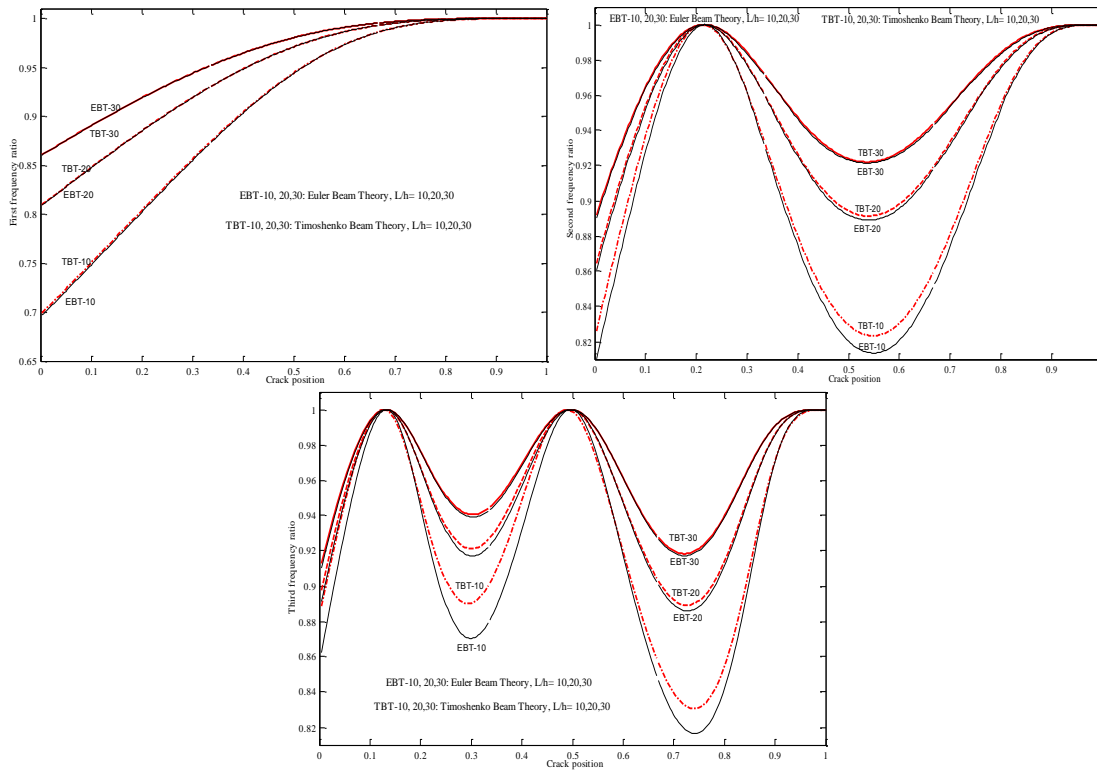 1
0.95
0.9
0.85
0.8
0.75
0.7
0.65
First frequency ratio
EBT-30
TBT-30
TBT-20
EBT-20
TBT-10
EBT-10
EBT-10, 20,30: Euler Beam Theory, L/h= 10,20,30
TBT-10, 20,30: Timoshenko Beam Theory, L/h= 10,20,30
0 0.1 0.2 0.3 0.4 0.5 0.6 0.7 0.8 0.9 1
Crack position
EBT-10, 20,30: Euler Beam Theory, L/h= 10,20,30
TBT-10, 20,30: Timoshenko Beam Theory, L/h= 10,20,30
1
0.98
0.96
0.94
0.92
0.9
0.88
0.86
0.84
0.82
Second frequency ratio
TBT-30
EBT-30
TBT-20
EBT-20
TBT-10
EBT-10
0 0.1 0.2 0.3 0.4 0.5 0.6 0.7 0.8 0.9
Crack position
1
0.98
0.96
0.94
0.92
0.9
0.88
0.86
0.84
0.82
Third frequency ratio
TBT-30
EBT-30
TBT-10
TBT-20
EBT-20
EBT-10
EBT-10, 20,30: Euler Beam Theory, L/h= 10,20,30
TBT-10, 20,30: Timoshenko Beam Theory, L/h= 10,20,30
0 0.1 0.2 0.3 0.4 0.5 0.6 0.7 0.8 0.9 1
Crack position